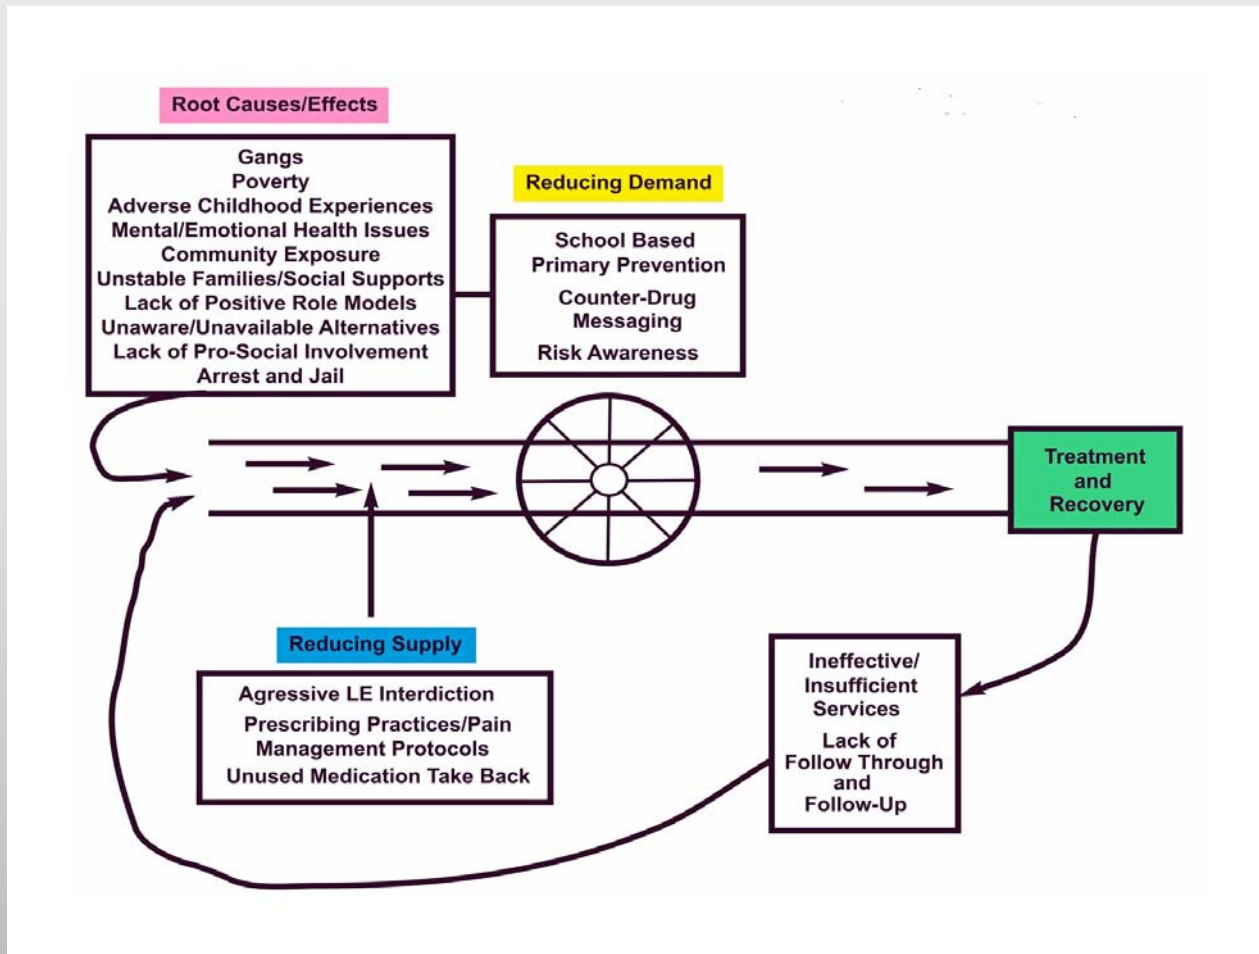 Root Causes/Effects
Gangs
Poverty
Adverse Childhood Experiences
Mental/Emotional Health Issues
Community Exposure
Unstable Families/Social Supports
Lack of Positive Role Models
Unaware/Unavailable Alternatives
Lack of Pro-Social Involvement
Arrest and Jail
Reducing Demand
School Based
Primary Prevention
Counter-Drug
Messaging
Risk Awareness
Treatment
and
Recovery
Reducing Supply
Agressive LE Interdiction
Prescribing Practices/Pain
Management Protocols
Unused Medication Take Back
Ineffective/
Insufficient
Services
Lack of
Follow Through
and
Follow-Up